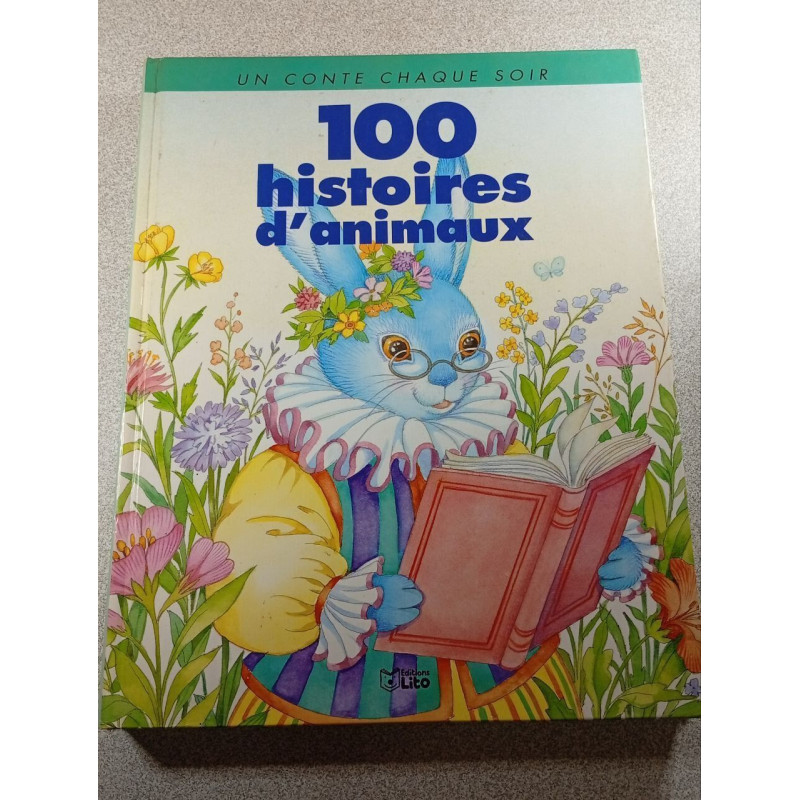 UN CONTE CHAQUE SOIR
100
histoires
d'animaux
Editions
Lito